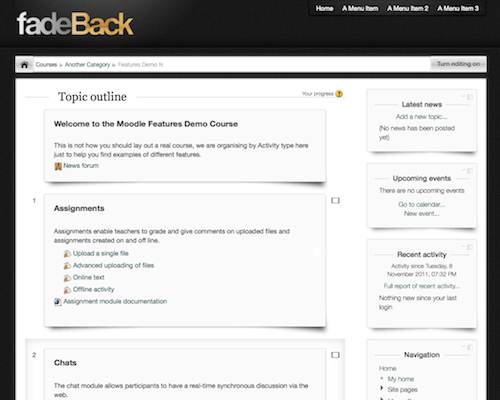 Home A Menu Item A Menu Item 2 A Menu Item 3
fadeBack
Courses » Another Category » Features Demo N
Turn editing on
Topic outline
Your progress
Welcome to the Moodle Features Demo Course
This is not how you should lay out a real course, we are organising by Activity type here
just to help you find examples of different features.
News forum
1
Assignments
Assignments enable teachers to grade and give comments on uploaded files and
assignments created on and off line.
Upload a single file
Advanced uploading of files
Online text
Offline activity
Assignment module documentation
2
Chats
The chat module allows participants to have a real-time synchronous discussion via the
web.
Latest news
Add a new topic...
(No news has been posted
yet)
Upcoming events
There are no upcoming events
Go to calendar...
New event...
Recent activity
Activity since Tuesday, 8
November 2011, 07:32 PM
Full report of recent activity...
Nothing new since your last
login
Navigation
Home
My home
Site pages